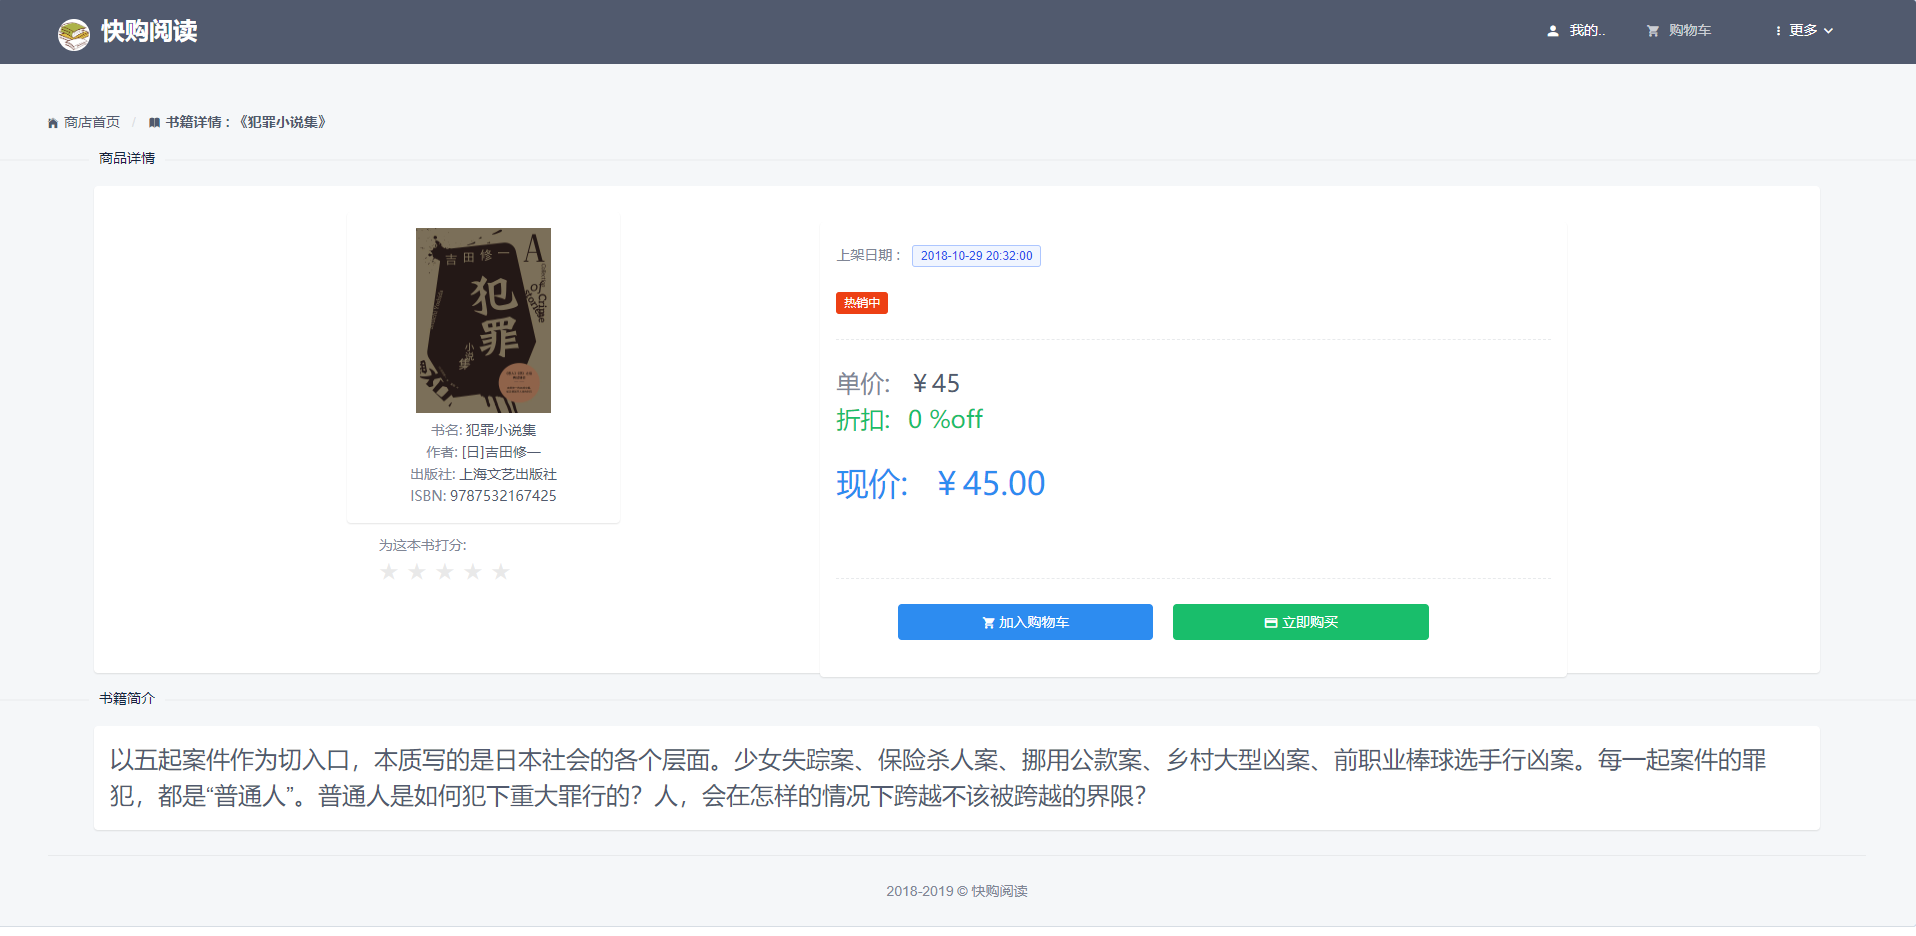 快购阅读
我的..
购物车
更多
商店首页 / 书籍详情：《犯罪小说集》
商品详情
吉田修一
A
犯罪
小说集
of Crime
stories
书名: 犯罪小说集
作者: [日]吉田修一
出版社: 上海文艺出版社
ISBN: 9787532167425
为这本书打分:
上架日期： 2018-10-29 20:32:00
热销中
单价: ￥45
折扣: 0 %off
现价: ￥45.00
加入购物车
立即购买
书籍简介
以五起案件作为切入口，本质写的是日本社会的各个层面。少女失踪案、保险杀人案、挪用公款案、乡村大型凶案、前职业棒球选手行凶案。每一起案件的罪
犯，都是“普通人”。普通人是如何犯下重大罪行的？人，会在怎样的情况下跨越不该被跨越的界限？
2018-2019 © 快购阅读